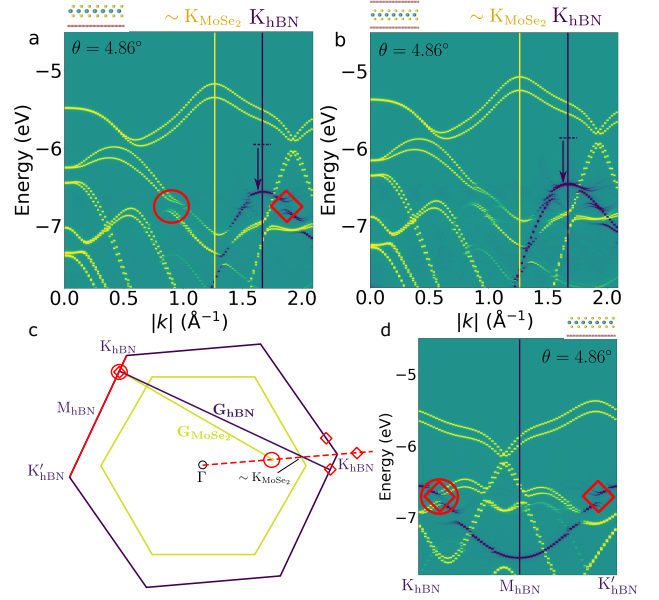 ~ K_MoSe₂ K_hBN
~ K_MoSe₂ K_hBN
a
θ = 4.86°
b
θ = 4.86°
Energy (eV)
−5
−6
−7
0.0 0.5 1.0 1.5 2.0
|k| (Å⁻¹)
Energy (eV)
−5
−6
−7
0.0 0.5 1.0 1.5 2.0
|k| (Å⁻¹)
c
K_hBN
M_hBN
K′_hBN
G_hBN
G_MoSe₂
Γ
~ K_MoSe₂
K_hBN
d
θ = 4.86°
Energy (eV)
−5
−6
−7
K_hBN M_hBN K′_hBN